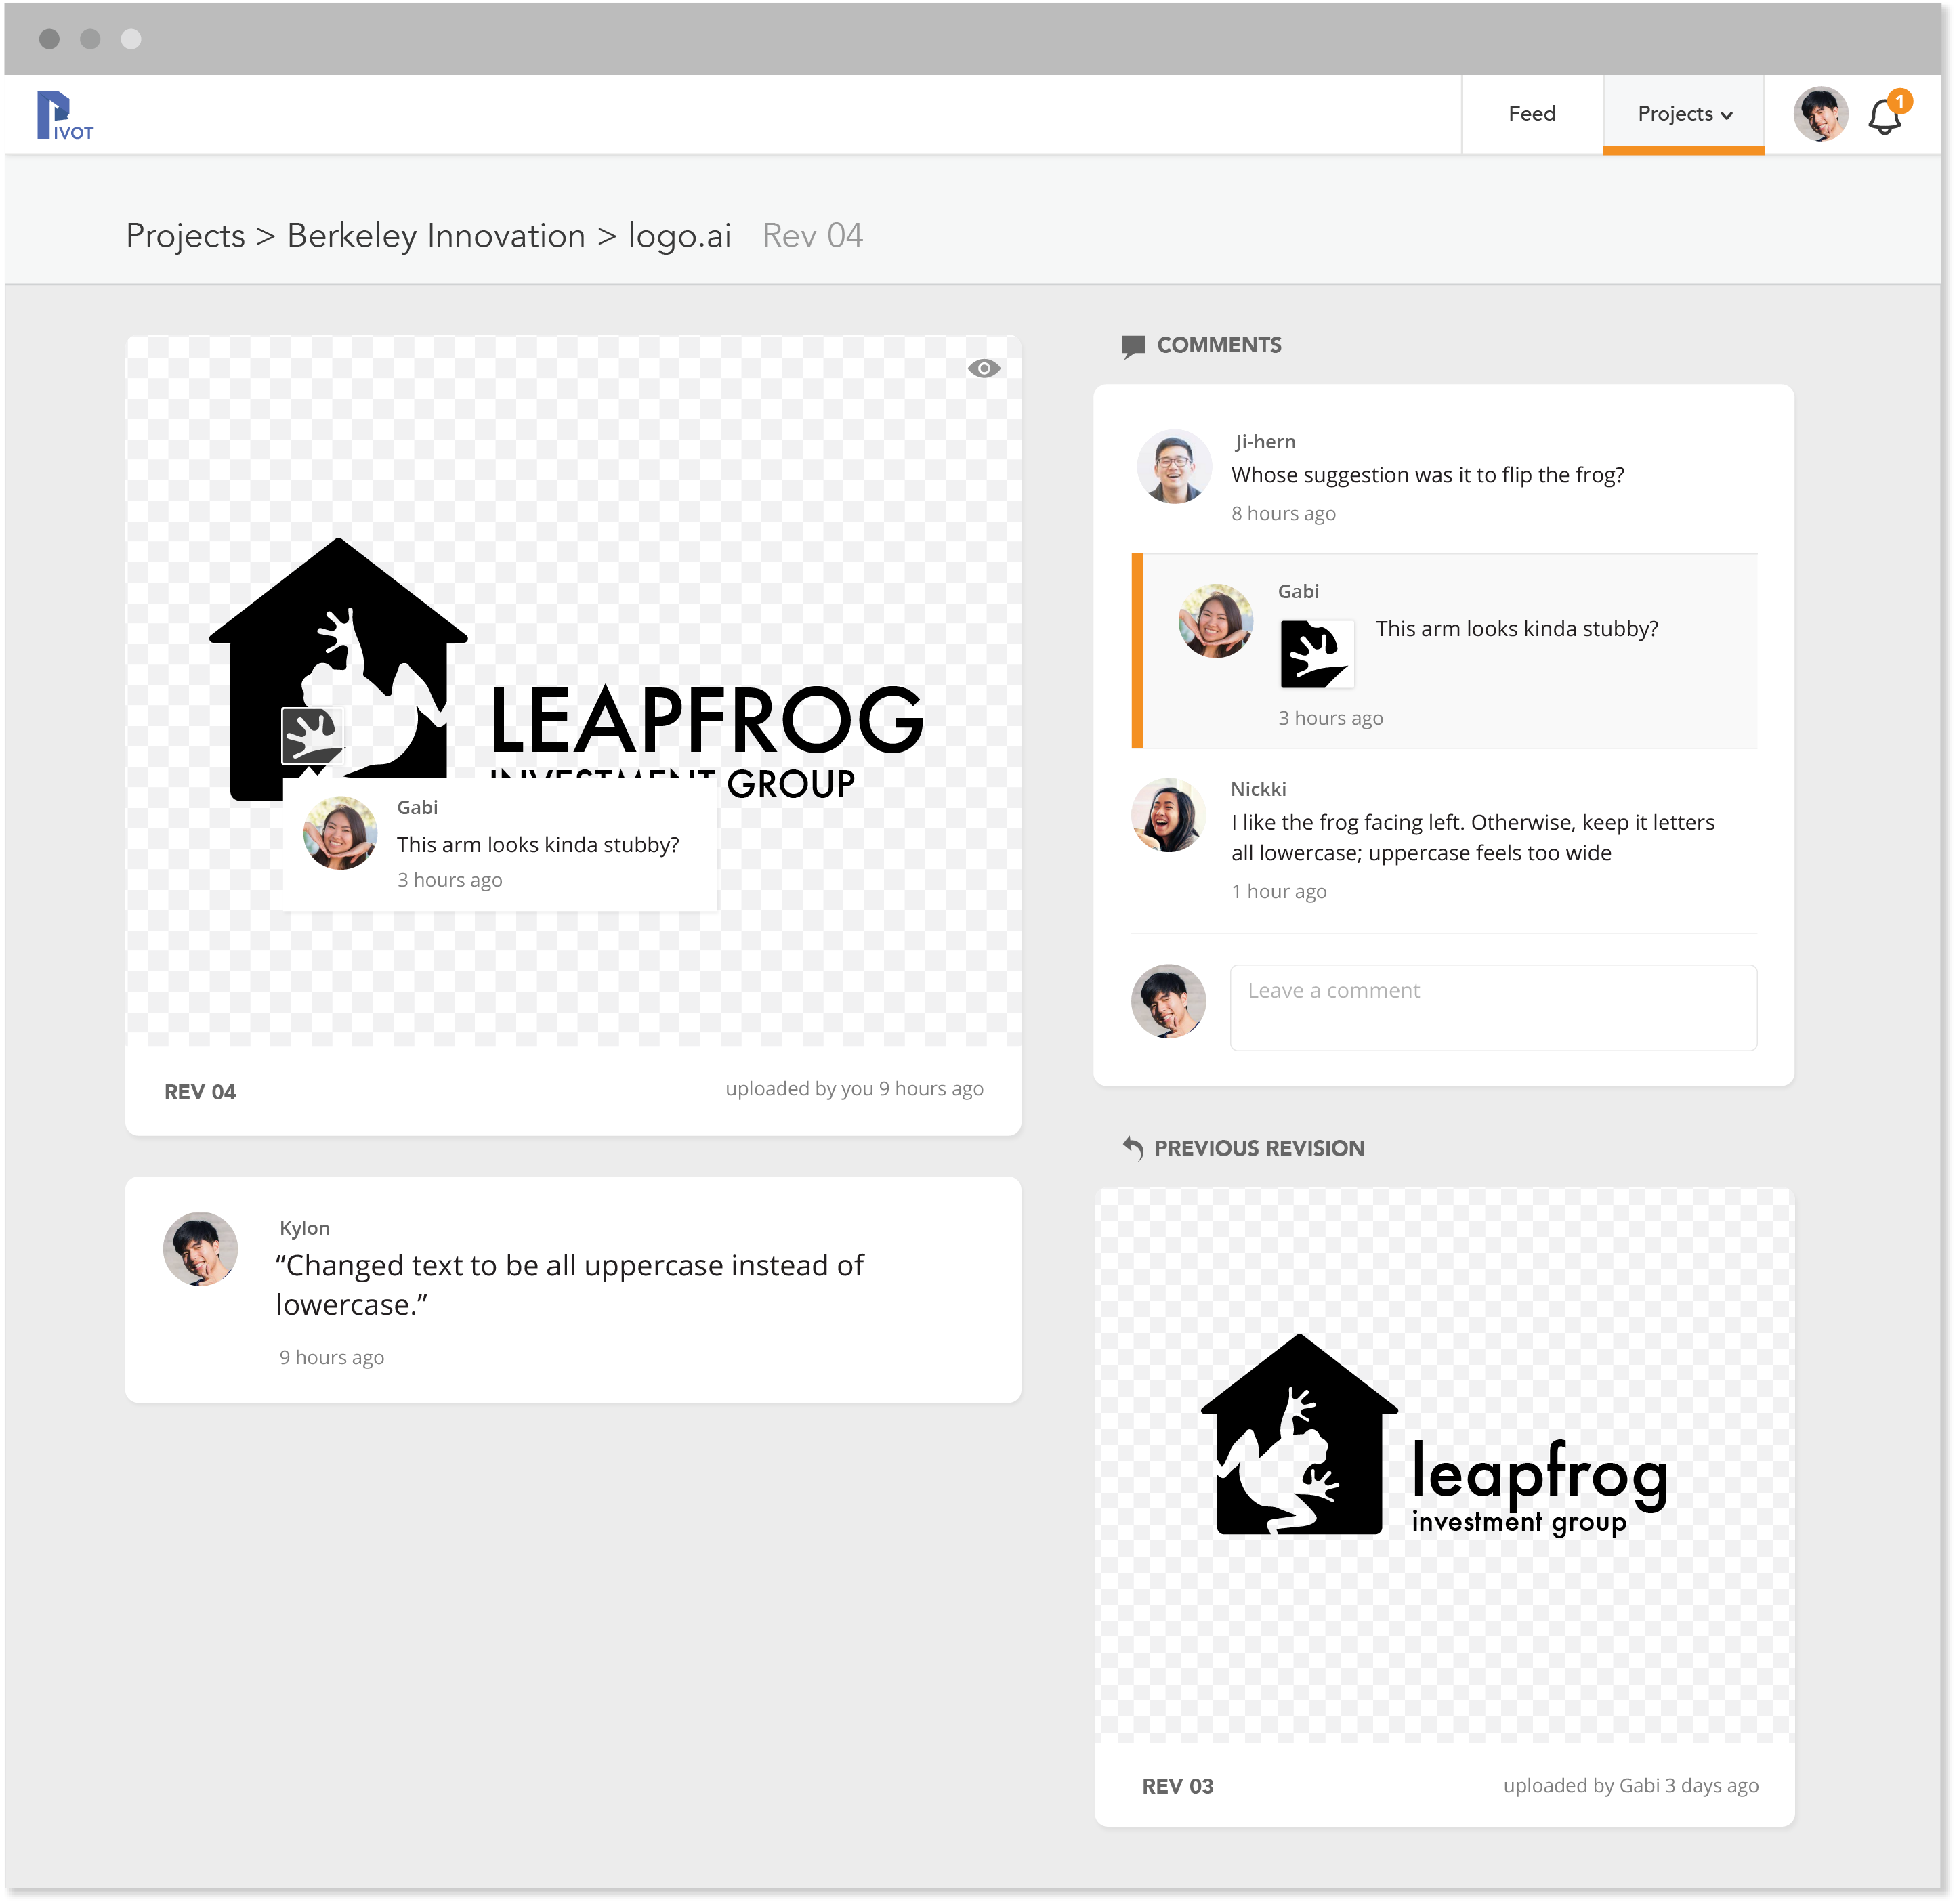 PIVOT
Feed
Projects
1
Projects > Berkeley Innovation > logo.ai Rev 04
LEAPFROG
INVESTMENT GROUP
Gabi
This arm looks kinda stubby?
3 hours ago
REV 04
uploaded by you 9 hours ago
Kylon
“Changed text to be all uppercase instead of
lowercase.”
9 hours ago
COMMENTS
Ji-hern
Whose suggestion was it to flip the frog?
8 hours ago
Gabi
This arm looks kinda stubby?
3 hours ago
Nickki
I like the frog facing left. Otherwise, keep it letters
all lowercase; uppercase feels too wide
1 hour ago
Leave a comment
PREVIOUS REVISION
leapfrog
investment group
REV 03
uploaded by Gabi 3 days ago